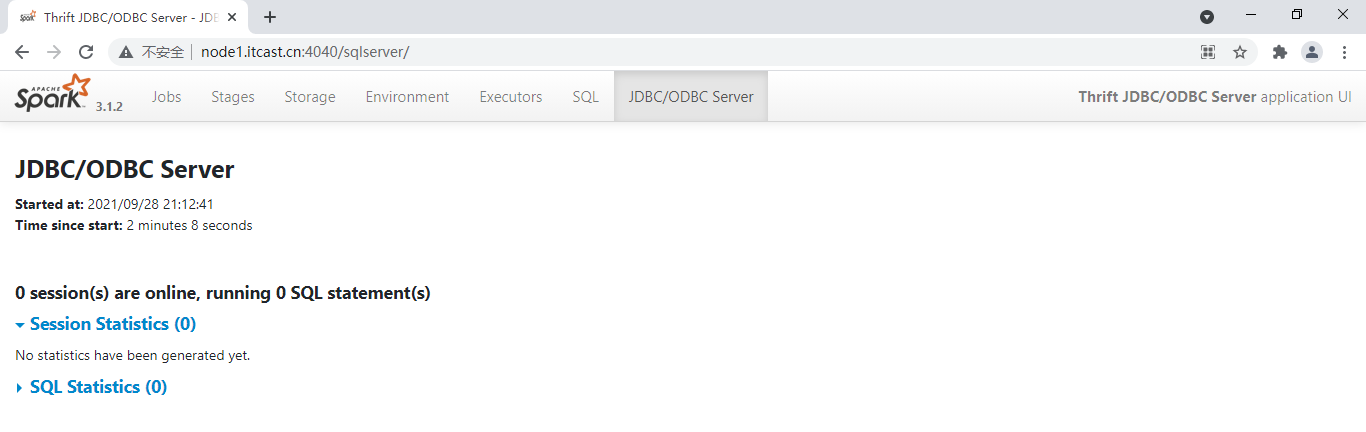 Thrift JDBC/ODBC Server - JDB
不安全 node1.itcast.cn:4040/sqlserver/
APACHE Spark 3.1.2 Jobs Stages Storage Environment Executors SQL JDBC/ODBC Server Thrift JDBC/ODBC Server application UI
JDBC/ODBC Server
Started at: 2021/09/28 21:12:41
Time since start: 2 minutes 8 seconds
0 session(s) are online, running 0 SQL statement(s)
Session Statistics (0)
No statistics have been generated yet.
SQL Statistics (0)